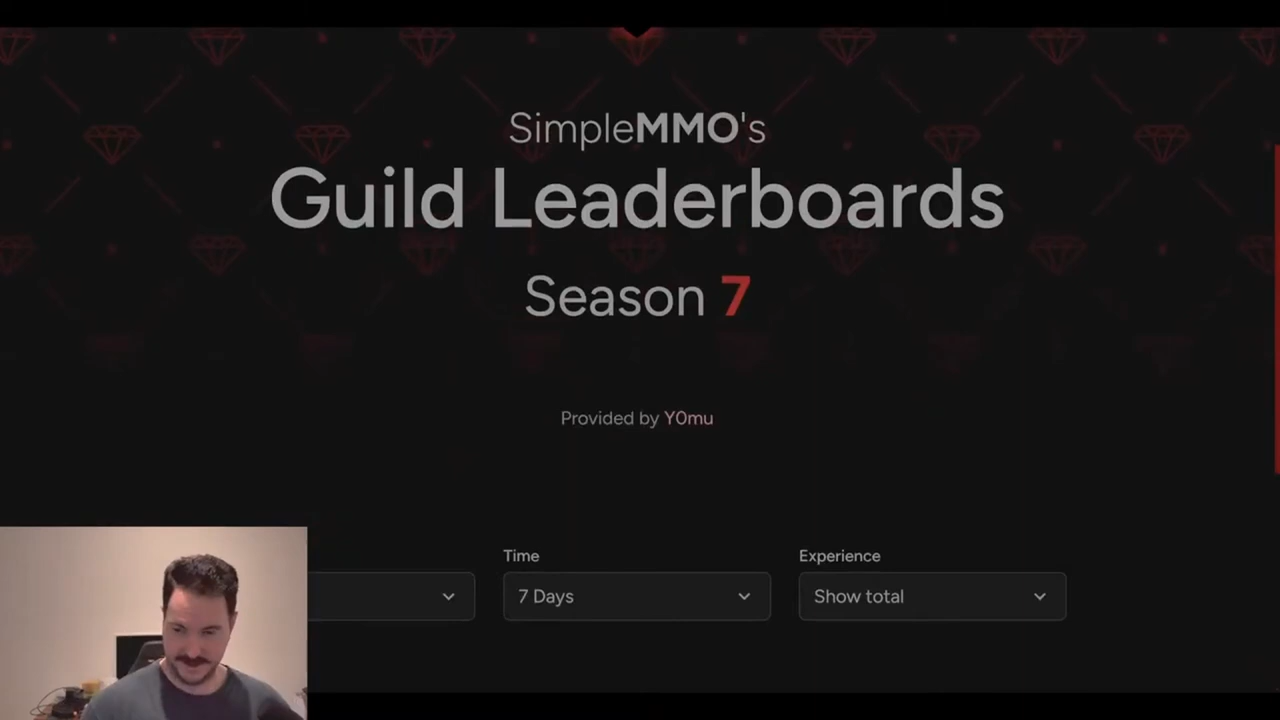 SimpleMMO's
Guild Leaderboards
Season 7
Provided by Y0mu
Time
Experience
7 Days
Show total